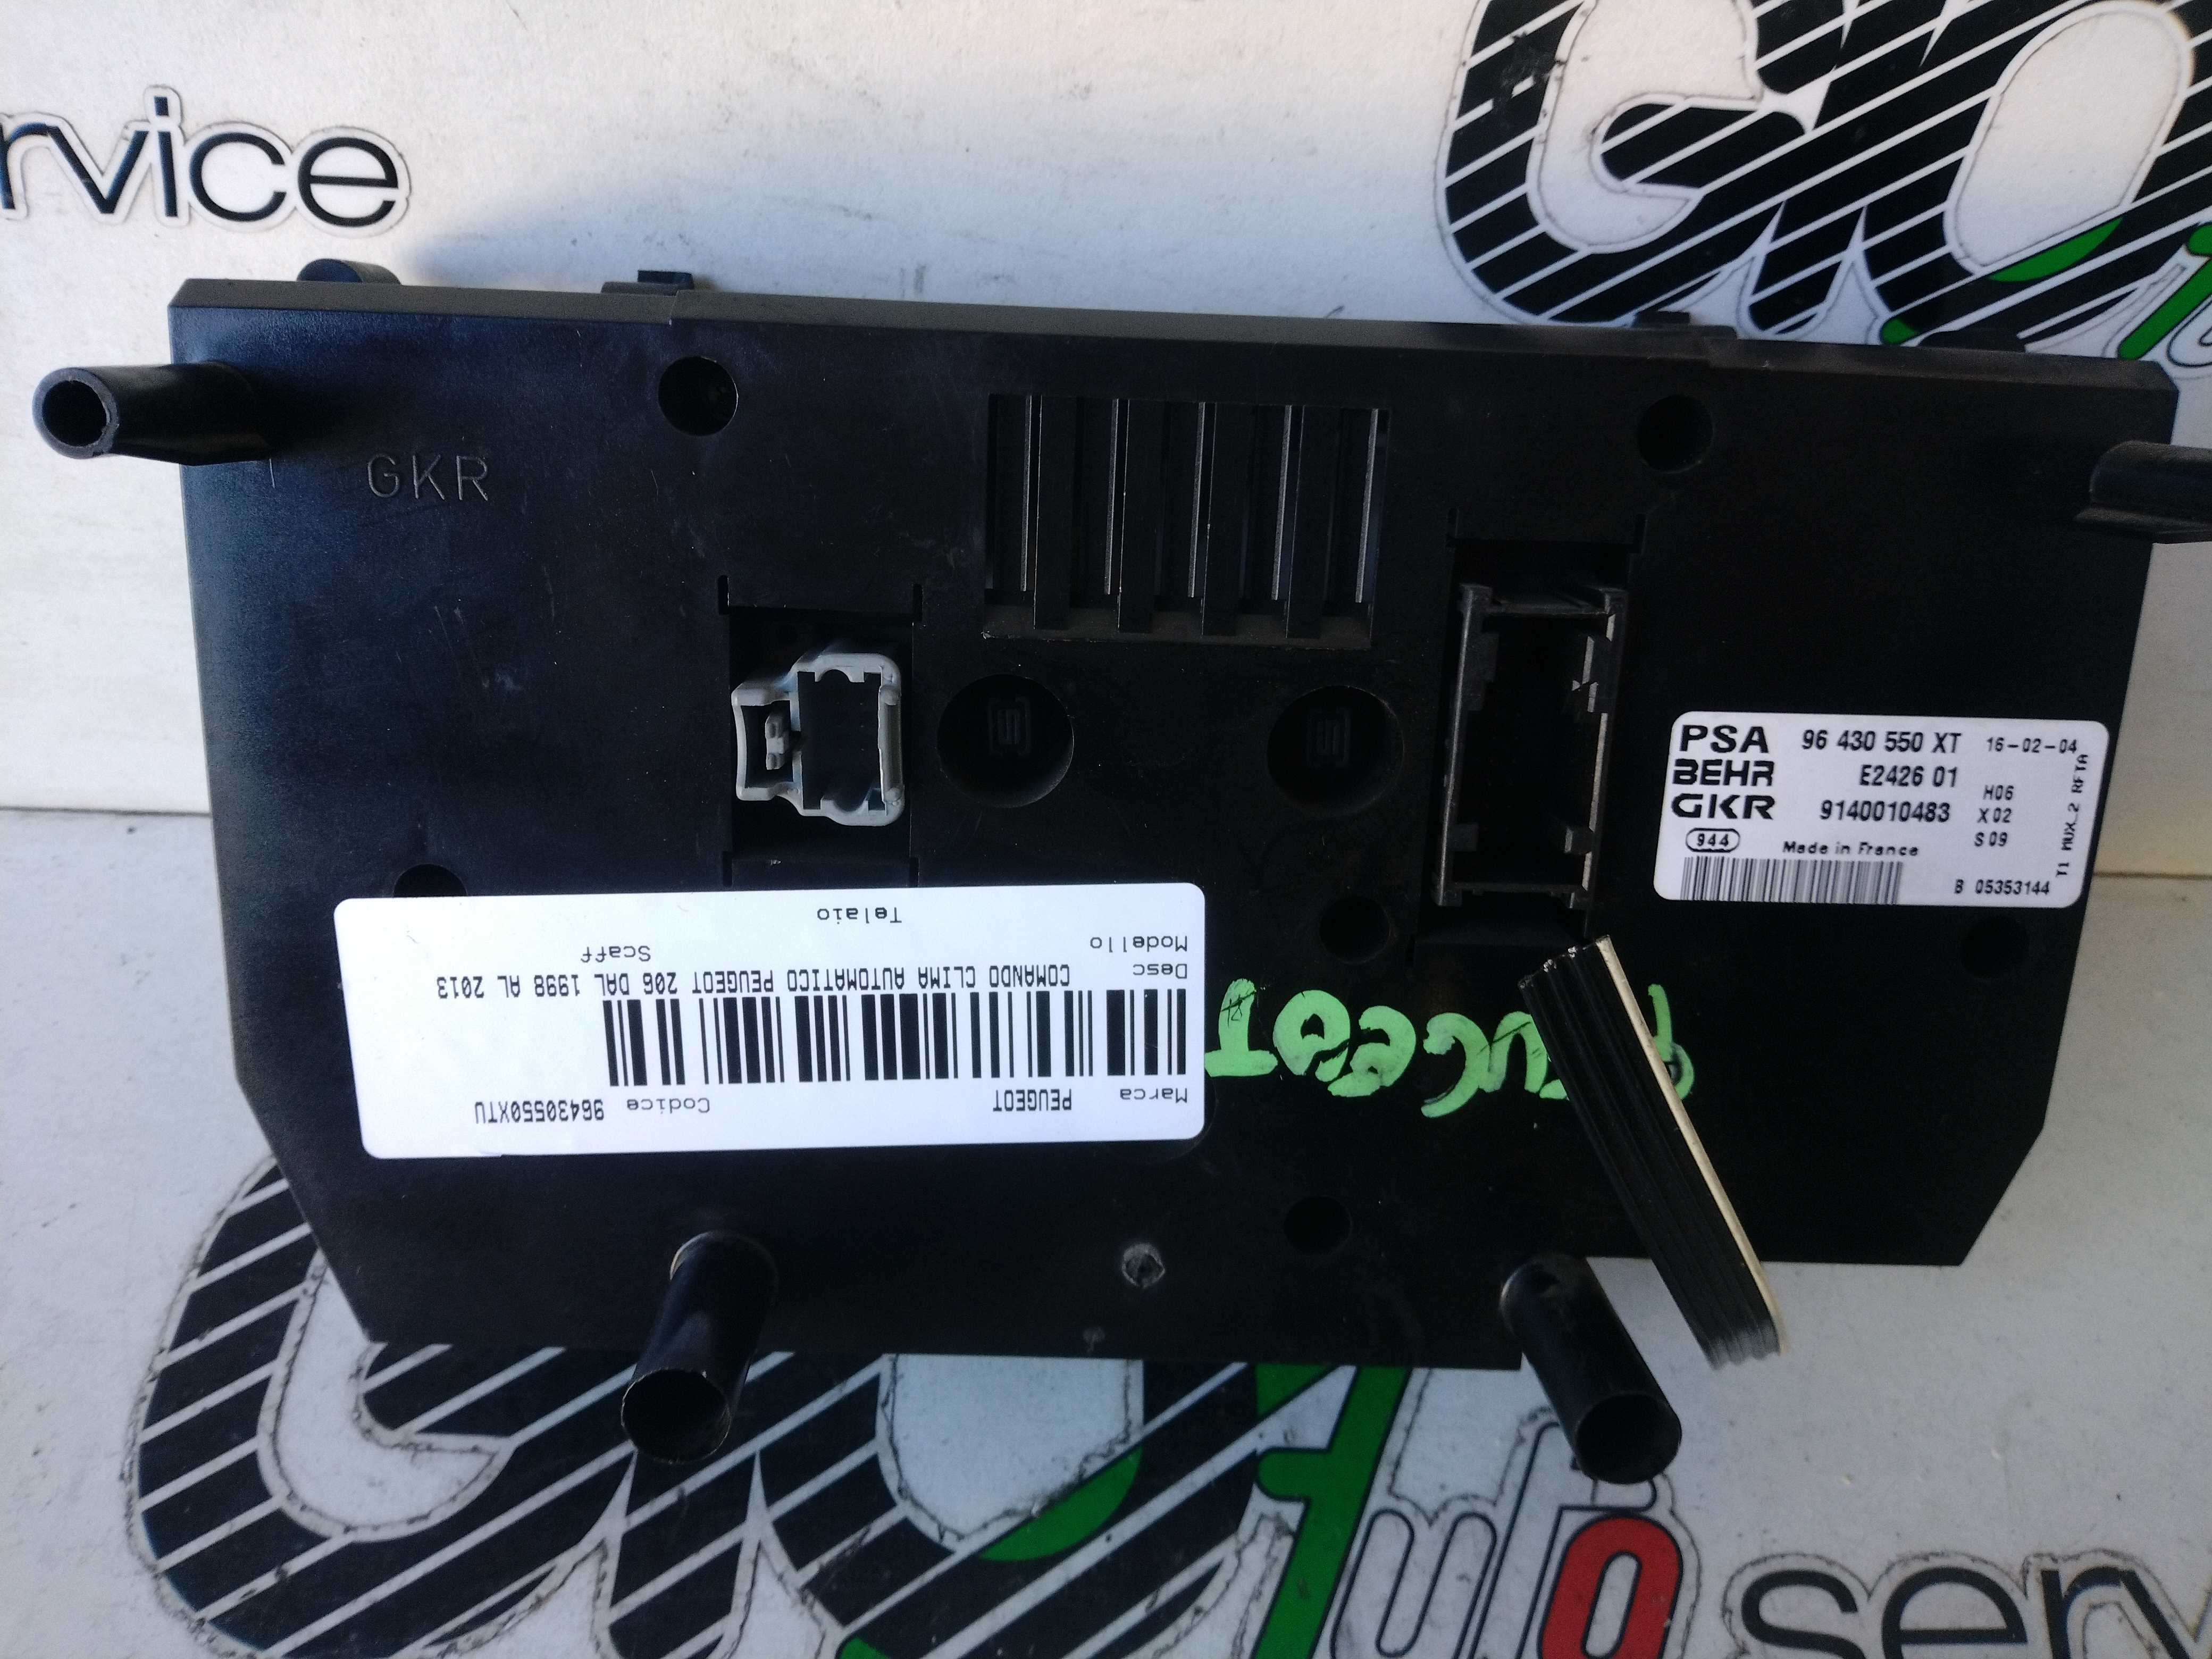 rvice
GKR
PSA 96 430 550 XT 16-02-04
BEHR E2426 01
GKR 9140010483
H06
X02
S09
944 Made in France
B 05353144
T1 MUX_2 RFTA
Marca PEUGEOT Codice 96430550XTU
Desc COMANDO CLIMA AUTOMATICO PEUGEOT 206 DAL 1998 AL 2013
Modello Scaff
Telaio
PEUGEOT
Auto serv